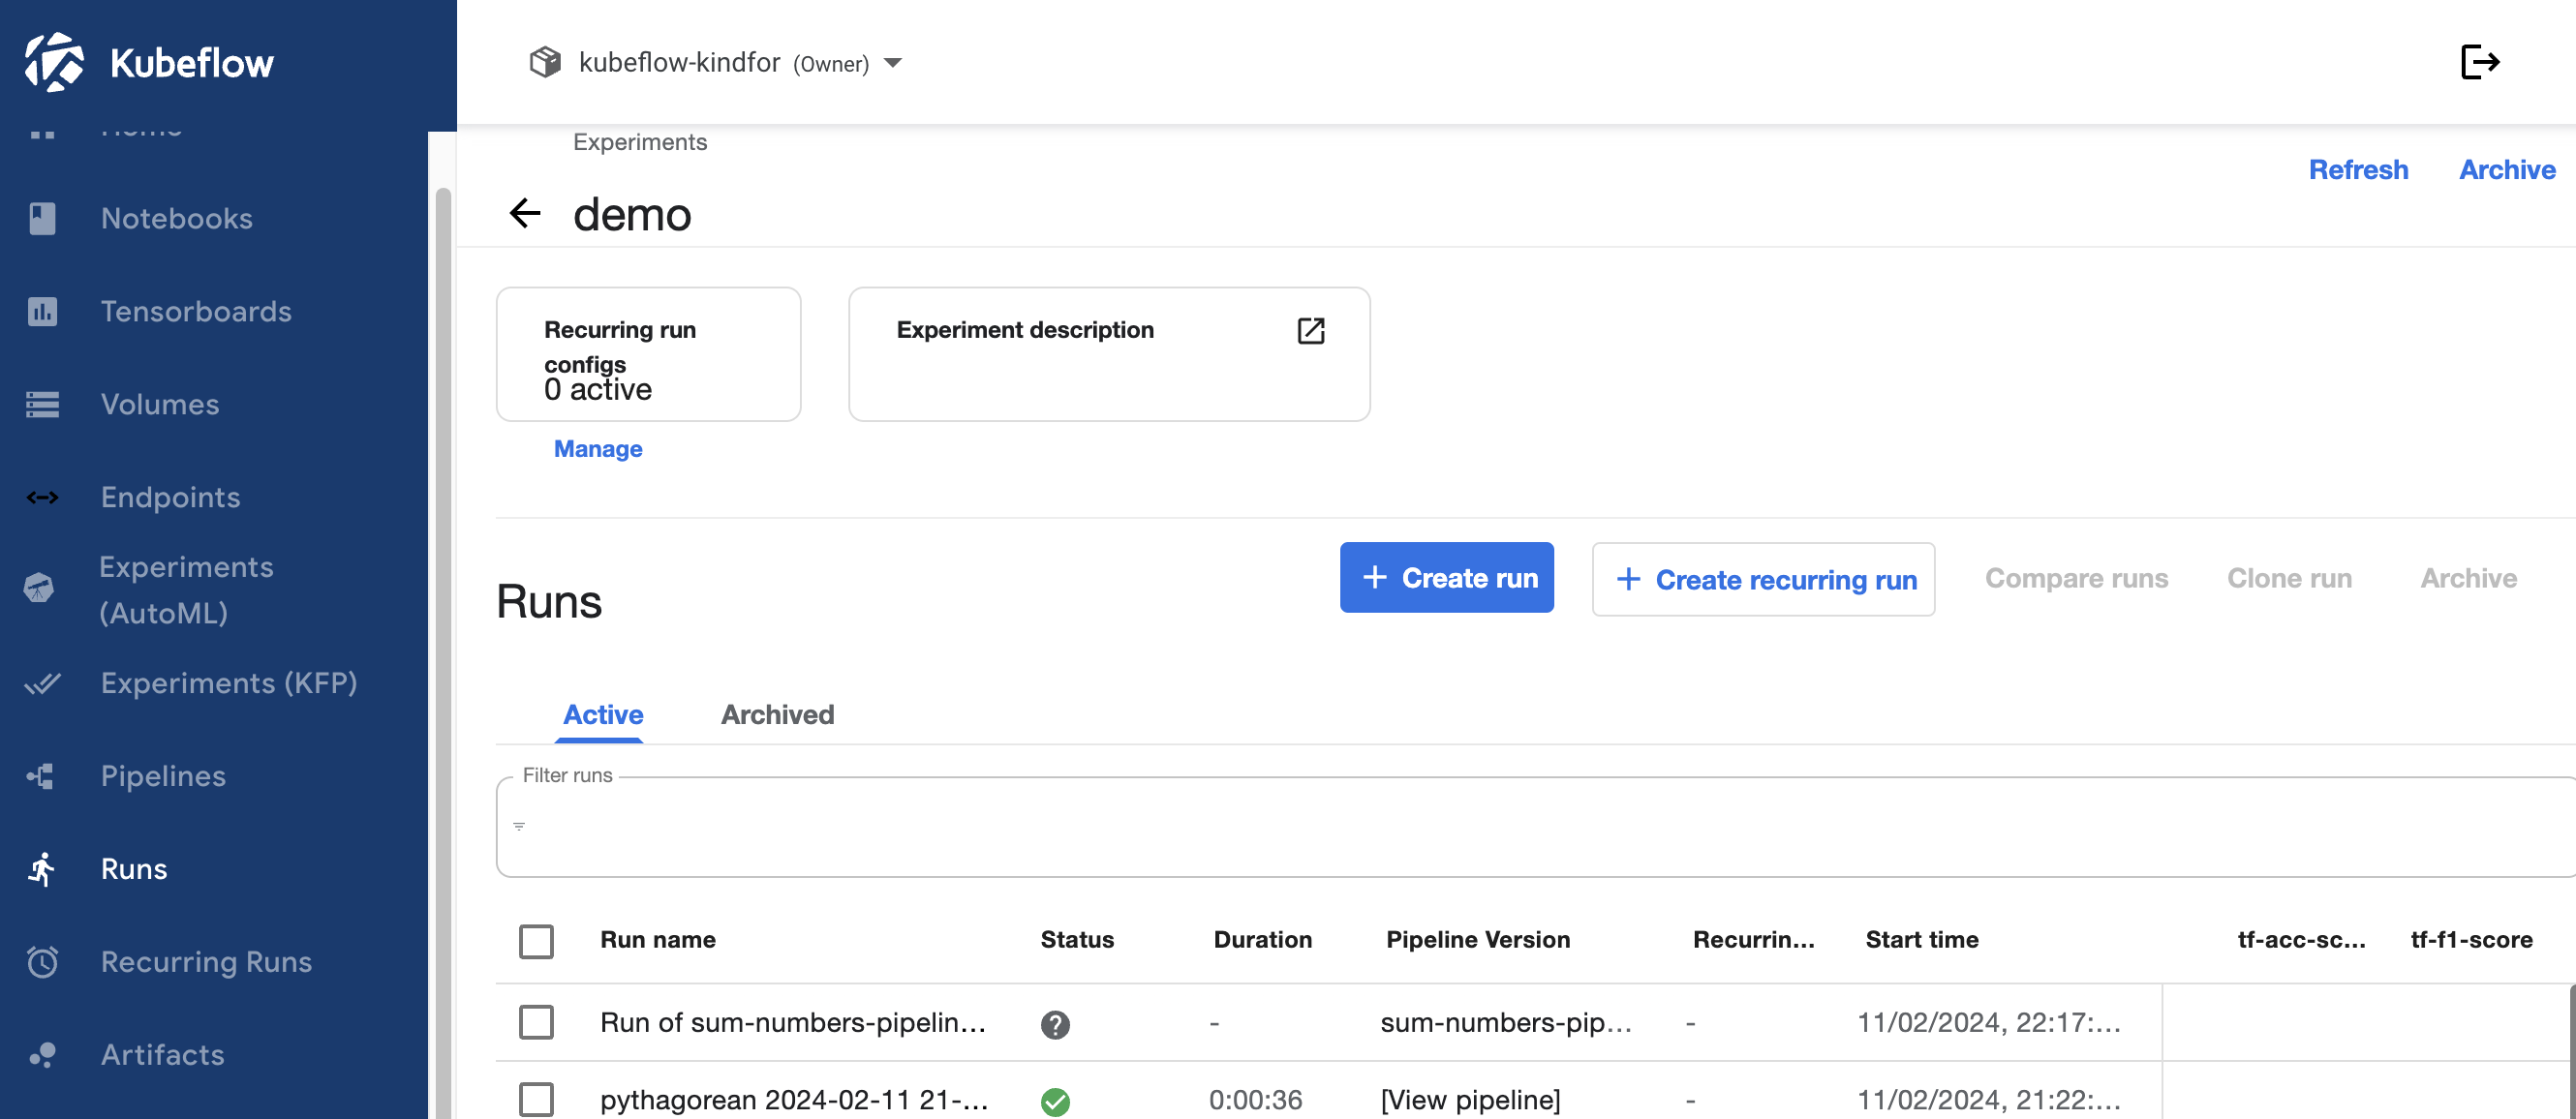 Kubeflow
kubeflow-kindfor (Owner)
Home
Notebooks
Tensorboards
Volumes
Endpoints
Experiments
(AutoML)
Experiments (KFP)
Pipelines
Runs
Recurring Runs
Artifacts
Experiments
demo
Refresh
Archive
Recurring run
configs
0 active
Manage
Experiment description
Runs
+ Create run
+ Create recurring run
Compare runs
Clone run
Archive
Active
Archived
Filter runs
Run name Status Duration Pipeline Version Recurrin... Start time tf-acc-sc... tf-f1-score
Run of sum-numbers-pipelin... - sum-numbers-pip... - 11/02/2024, 22:17:...
pythagorean 2024-02-11 21-... 0:00:36 [View pipeline] - 11/02/2024, 21:22:...